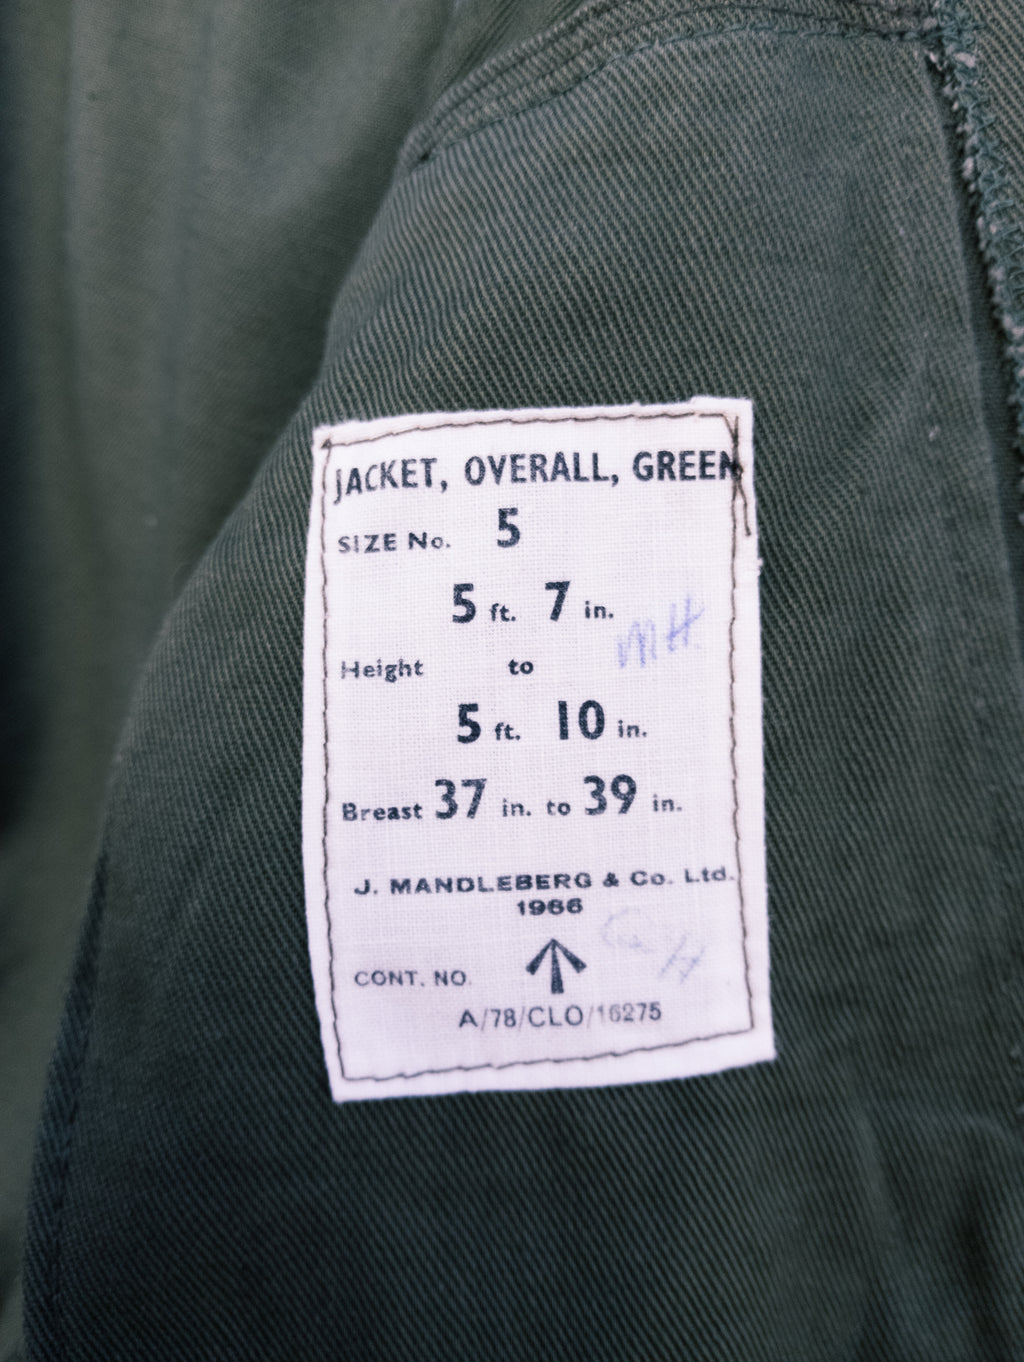 JACKET, OVERALL, GREEN
SIZE No. 5
5 ft. 7 in.
MH
Height to
5 ft. 10 in.
Breast 37 in. to 39 in.
J. MANDLEBERG & Co. Ltd.
1966
CONT. NO.
A/78/CLO/16275